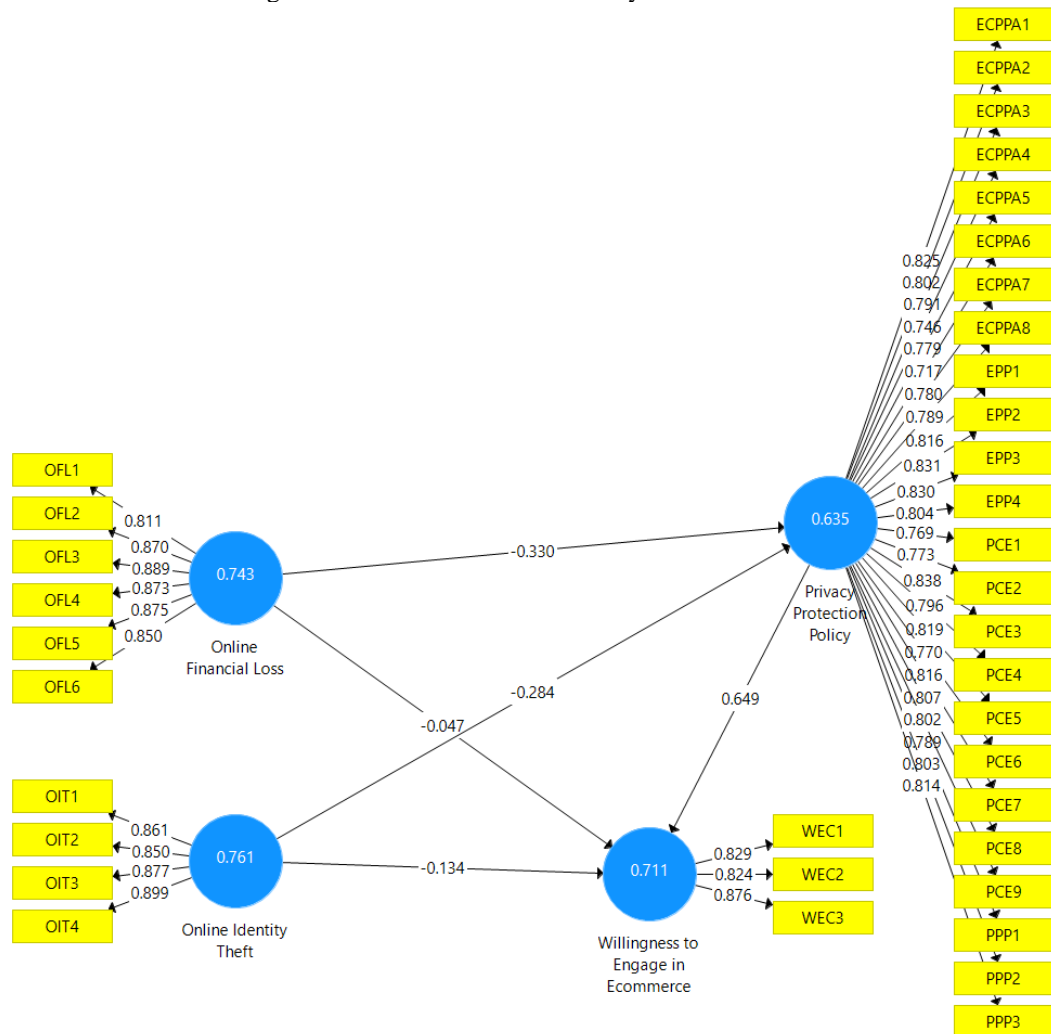 ECPPA1
ECPPA2
ECPPA3
ECPPA4
ECPPA5
ECPPA6
ECPPA7
ECPPA8
EPP1
EPP2
EPP3
EPP4
PCE1
PCE2
PCE3
PCE4
PCE5
PCE6
PCE7
PCE8
PCE9
PPP1
PPP2
PPP3
0.825
0.802
0.791
0.746
0.779
0.717
0.780
0.789
0.816
0.831
0.830
0.804
0.769
0.773
0.838
0.796
0.819
0.770
0.816
0.807
0.802
0.789
0.803
0.814
0.635
Privacy
Protection
Policy
OFL1
OFL2
OFL3
OFL4
OFL5
OFL6
0.811
0.870
0.889
0.873
0.875
0.850
0.743
Online
Financial Loss
-0.330
-0.284
-0.047
0.649
-0.134
OIT1
OIT2
OIT3
OIT4
0.861
0.850
0.877
0.899
0.761
Online Identity
Theft
0.711
Willingness to
Engage in
Ecommerce
0.829
0.824
0.876
WEC1
WEC2
WEC3